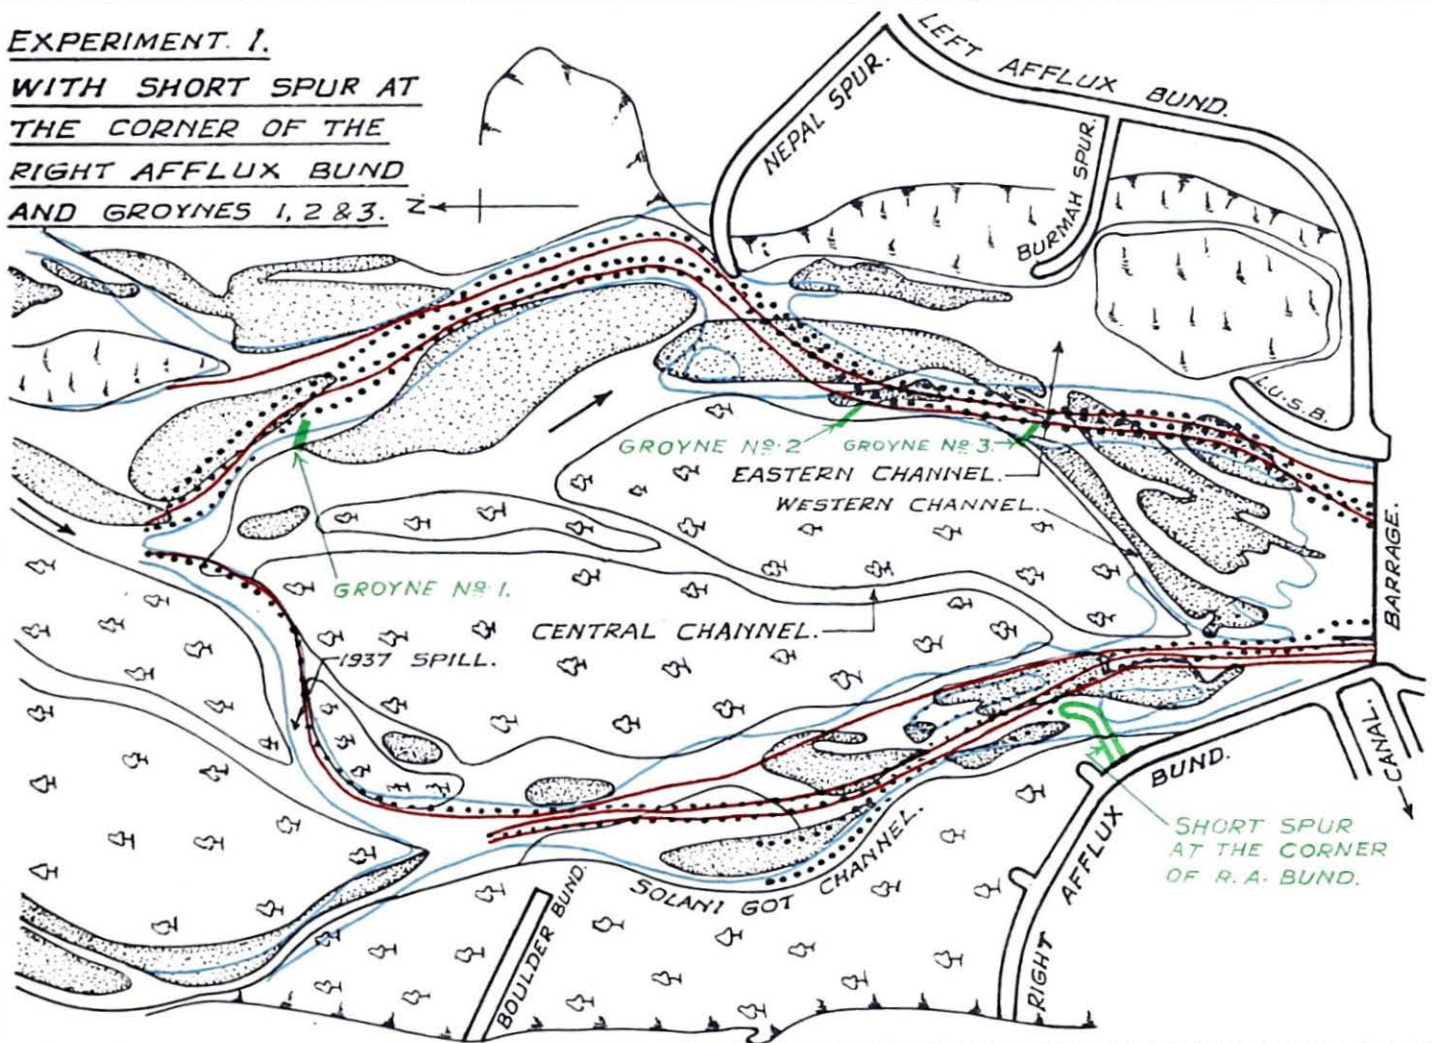 EXPERIMENT. 1.
WITH SHORT SPUR AT
THE CORNER OF THE
RIGHT AFFLUX BUND
AND GROYNES 1, 2 & 3.
N
LEFT AFFLUX BUND.
NEPAL SPUR.
BURMAH SPUR.
L.U.S.B.
GROYNE Nº 2
GROYNE Nº 3.
EASTERN CHANNEL.
WESTERN CHANNEL.
BARRAGE.
GROYNE Nº 1.
CENTRAL CHANNEL.
1937 SPILL.
CANAL.
BUND.
SHORT SPUR
AT THE CORNER
OF R.A. BUND.
SOLANI GOT CHANNEL.
BOULDER BUND.
RIGHT AFFLUX